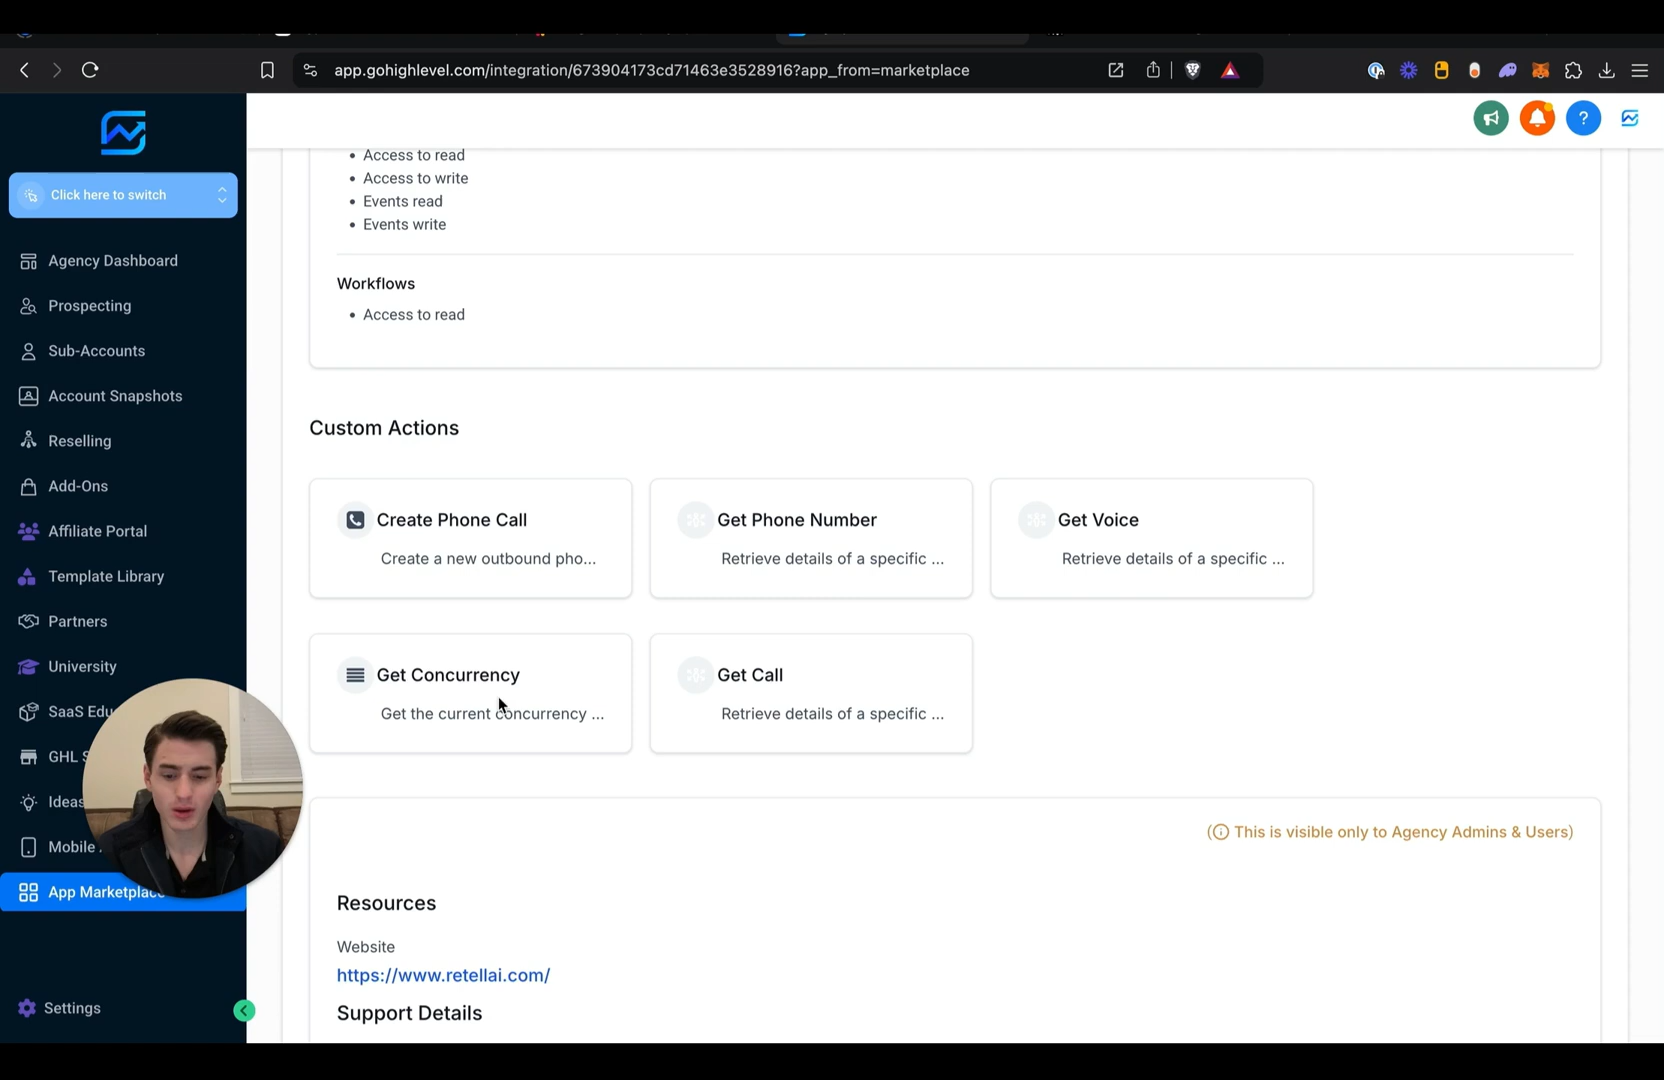 app.gohighlevel.com/integration/673904173cd71463e3528916?app_from=marketplace
Click here to switch
Agency Dashboard
Prospecting
Sub-Accounts
Account Snapshots
Reselling
Add-Ons
Affiliate Portal
Template Library
Partners
University
SaaS Edu
GHL S
Ideas
Mobile
App Marketplace
Settings
• Access to read
• Access to write
• Events read
• Events write
Workflows
• Access to read
Custom Actions
Create Phone Call
Create a new outbound pho...
Get Phone Number
Retrieve details of a specific ...
Get Voice
Retrieve details of a specific ...
Get Concurrency
Get the current concurrency ...
Get Call
Retrieve details of a specific ...
(ⓘ This is visible only to Agency Admins & Users)
Resources
Website
https://www.retellai.com/
Support Details